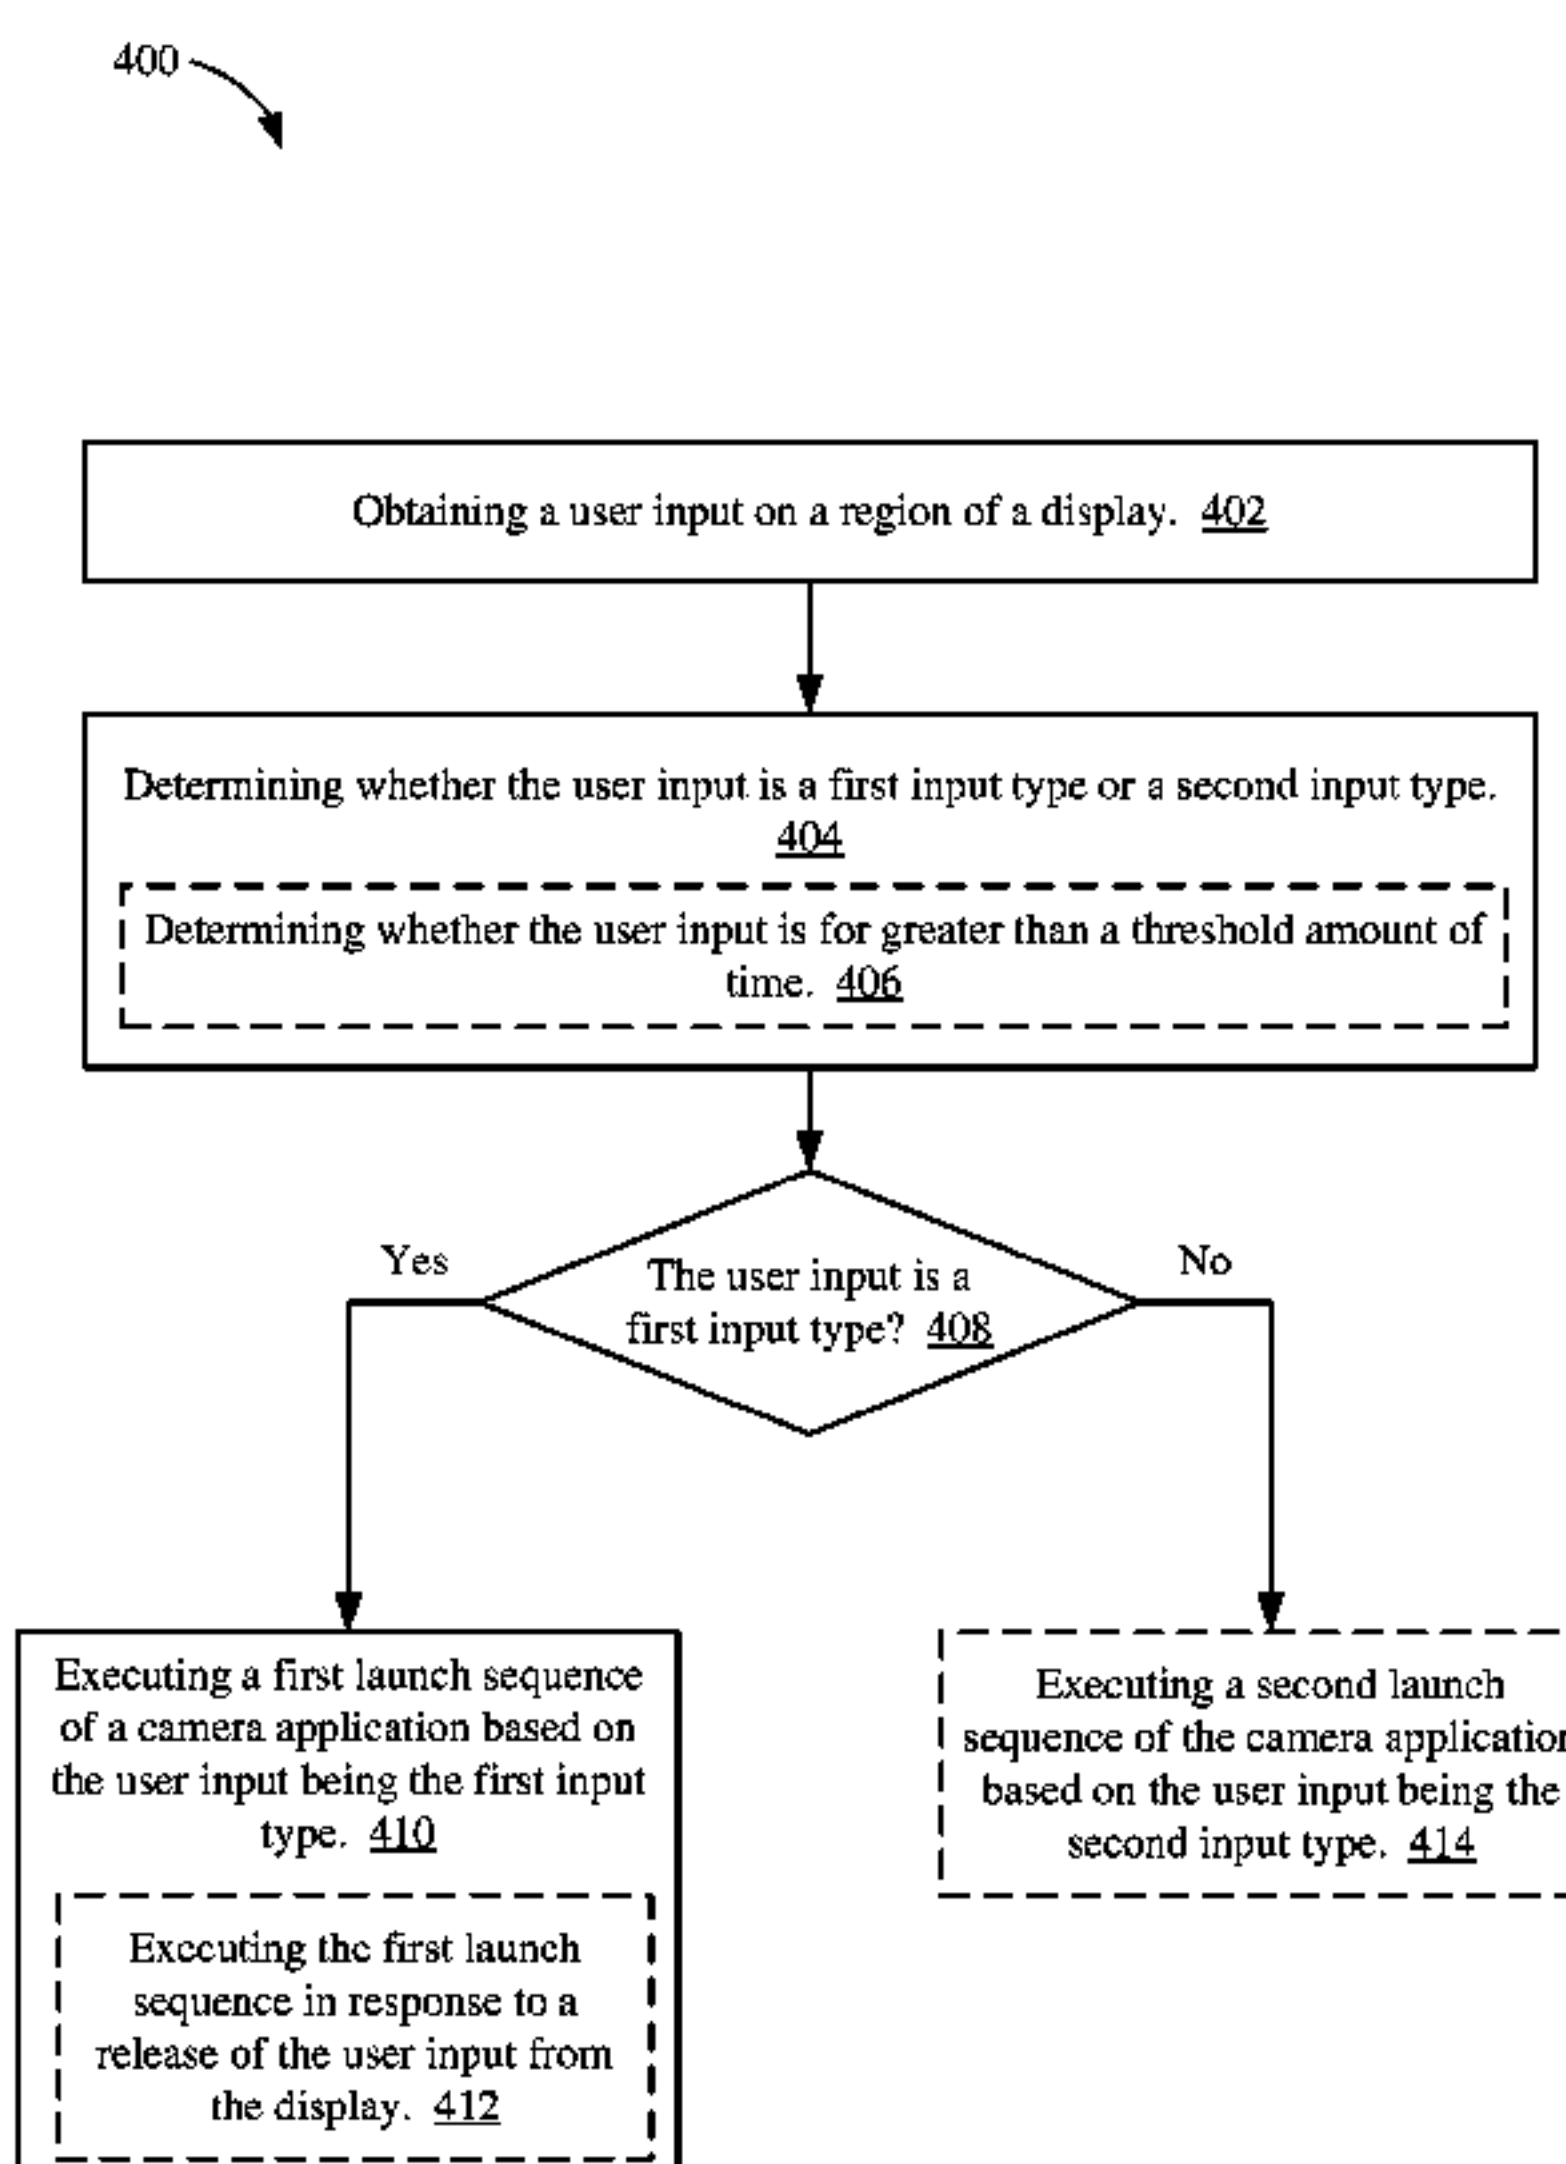 400
Obtaining a user input on a region of a display. 402
Determining whether the user input is a first input type or a second input type.
404
Determining whether the user input is for greater than a threshold amount of
time. 406
Yes
No
The user input is a
first input type? 408
Executing a first launch sequence
of a camera application based on
the user input being the first input
type. 410
Executing a second launch
sequence of the camera application
based on the user input being the
second input type. 414
Executing the first launch
sequence in response to a
release of the user input from
the display. 412